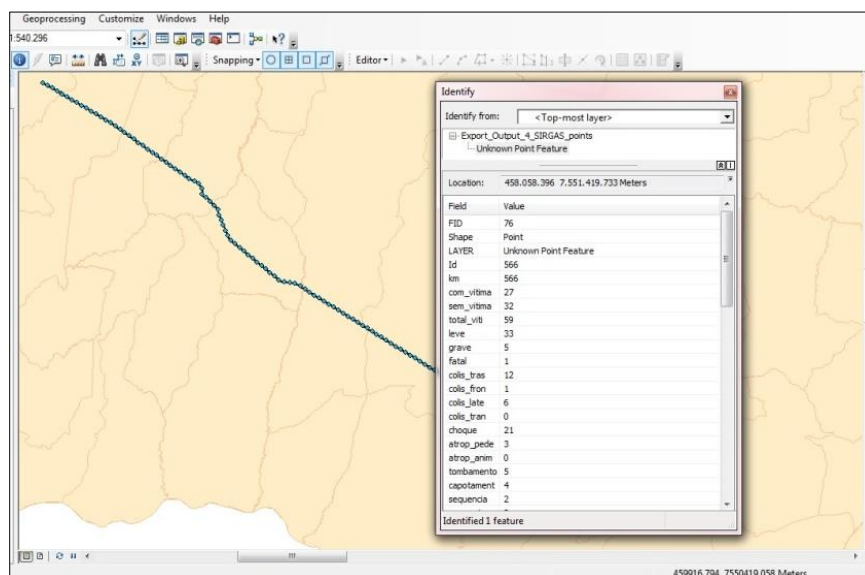 Geoprocessing Customize Windows Help
1:540.296
Snapping Editor
Identify
Identify from: <Top-most layer>
Export_Output_4_SIRGAS_points
Unknown Point Feature
Location: 458.058.396 7.551.419.733 Meters
Field Value
FID 76
Shape Point
LAYER Unknown Point Feature
Id 566
km 566
com_vitima 27
sem_vitima 32
total_viti 59
leve 33
grave 5
fatal 1
colis_tras 12
colis_fron 1
colis_late 6
colis_tran 0
choque 21
atrop_pede 3
atrop_anim 0
tombamento 5
capotament 4
sequencia 2
Identified 1 feature
459916,794 7550419,058 Meters